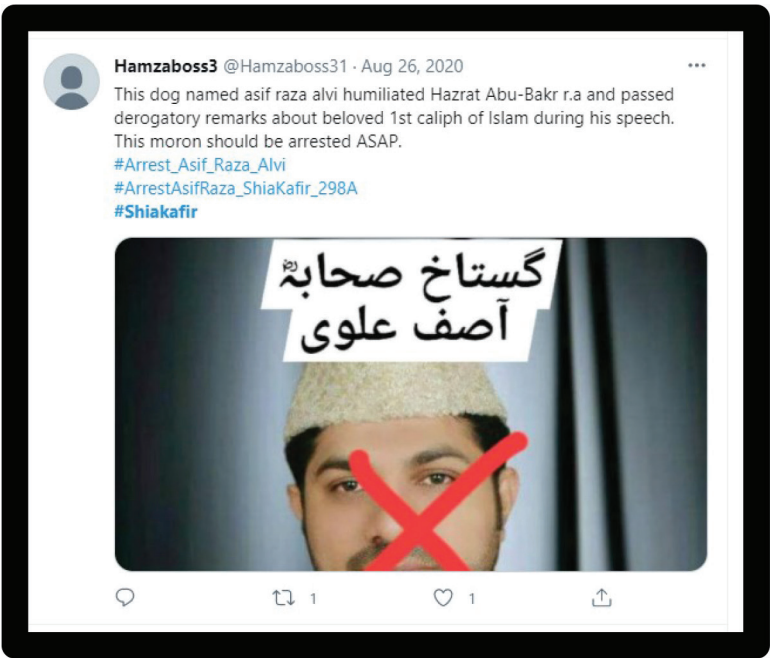 Hamzaboss3 @Hamzaboss31 · Aug 26, 2020
This dog named asif raza alvi humiliated Hazrat Abu-Bakr r.a and passed
derogatory remarks about beloved 1st caliph of Islam during his speech.
This moron should be arrested ASAP.
#Arrest_Asif_Raza_Alvi
#ArrestAsifRaza_ShiaKafir_298A
#Shiakafir
گستاخ صحابہؓ
آصف علوی
1 1